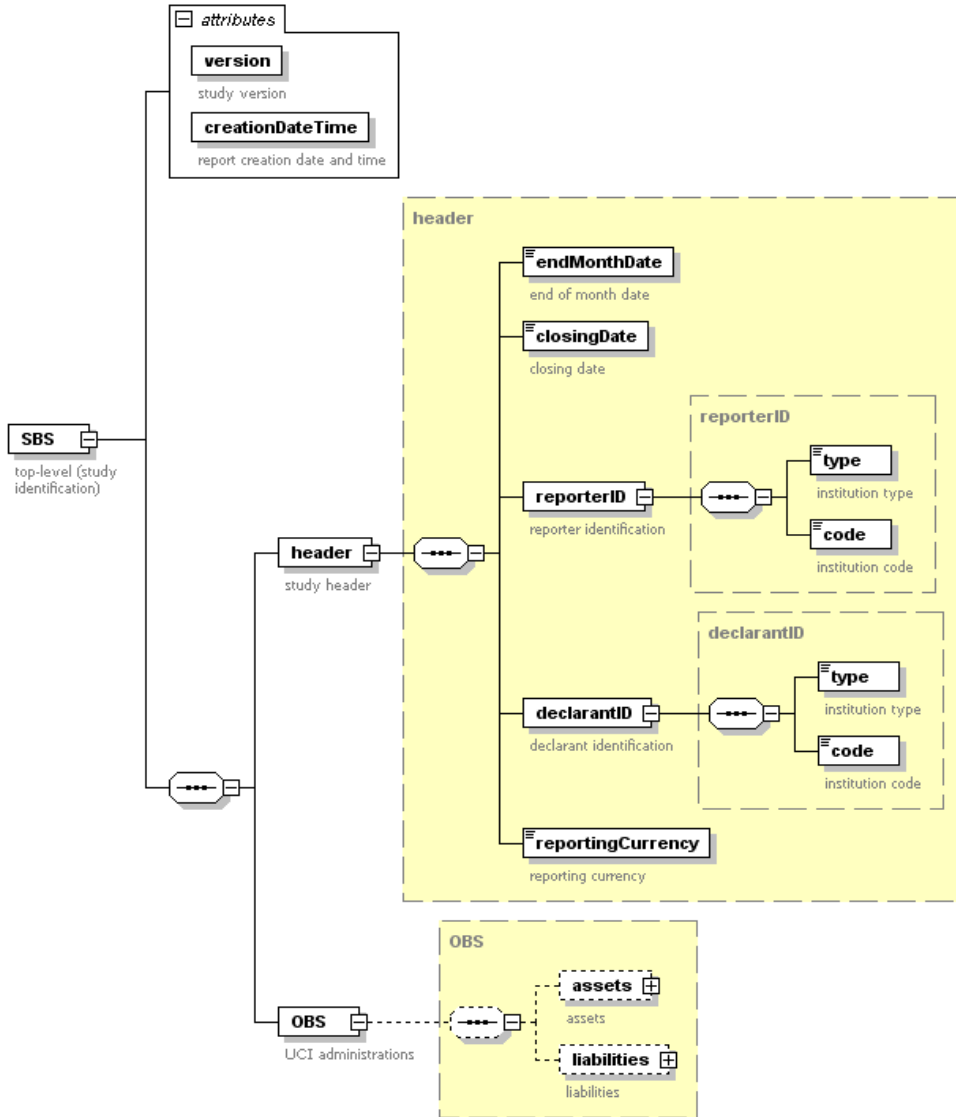 attributes
version
study version
creationDateTime
report creation date and time
header
endMonthDate
end of month date
closingDate
closing date
reporterID
type
institution type
SBS
top-level (study
identification)
reporterID
reporter identification
code
institution code
header
study header
declarantID
type
institution type
declarantID
declarant identification
code
institution code
reportingCurrency
reporting currency
OBS
assets
assets
OBS
UCI administrations
liabilities
liabilities